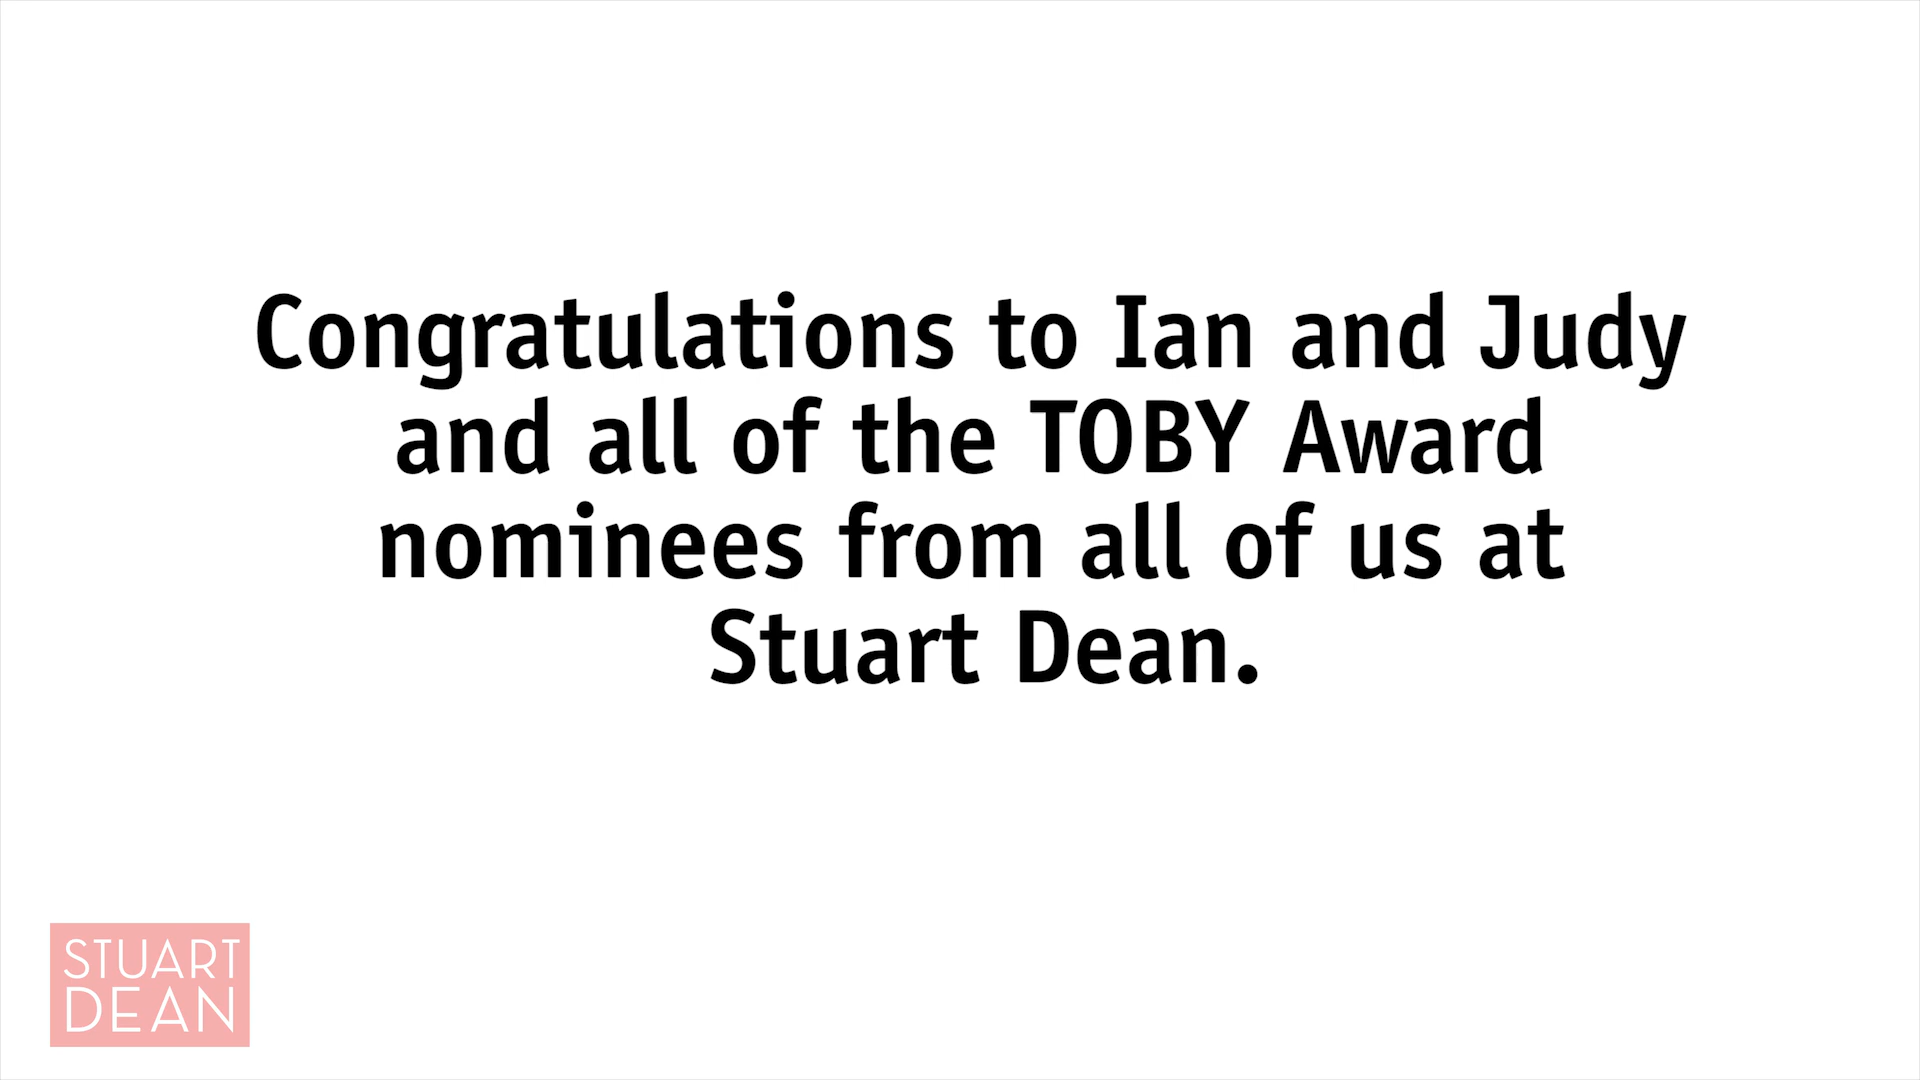 Congratulations to Ian and Judy
and all of the TOBY Award
nominees from all of us at
Stuart Dean.
STUART
DEAN